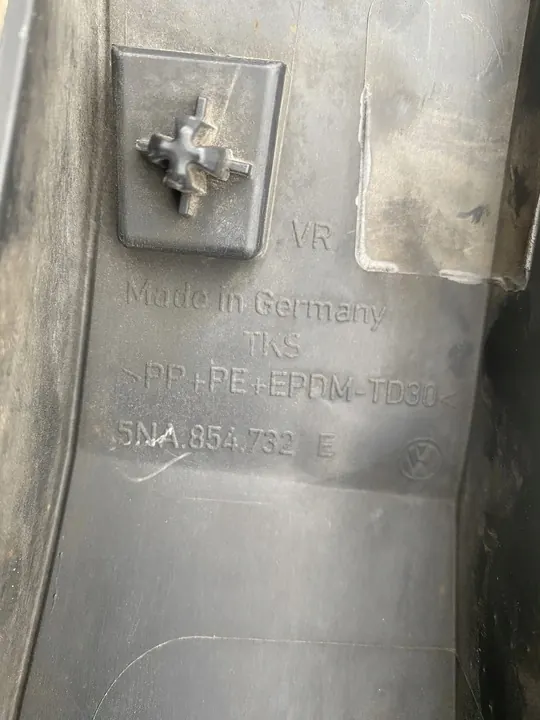 VR
Made in Germany
TKS
>PP+PE+EPDM-TD30<
5NA.854.732 E